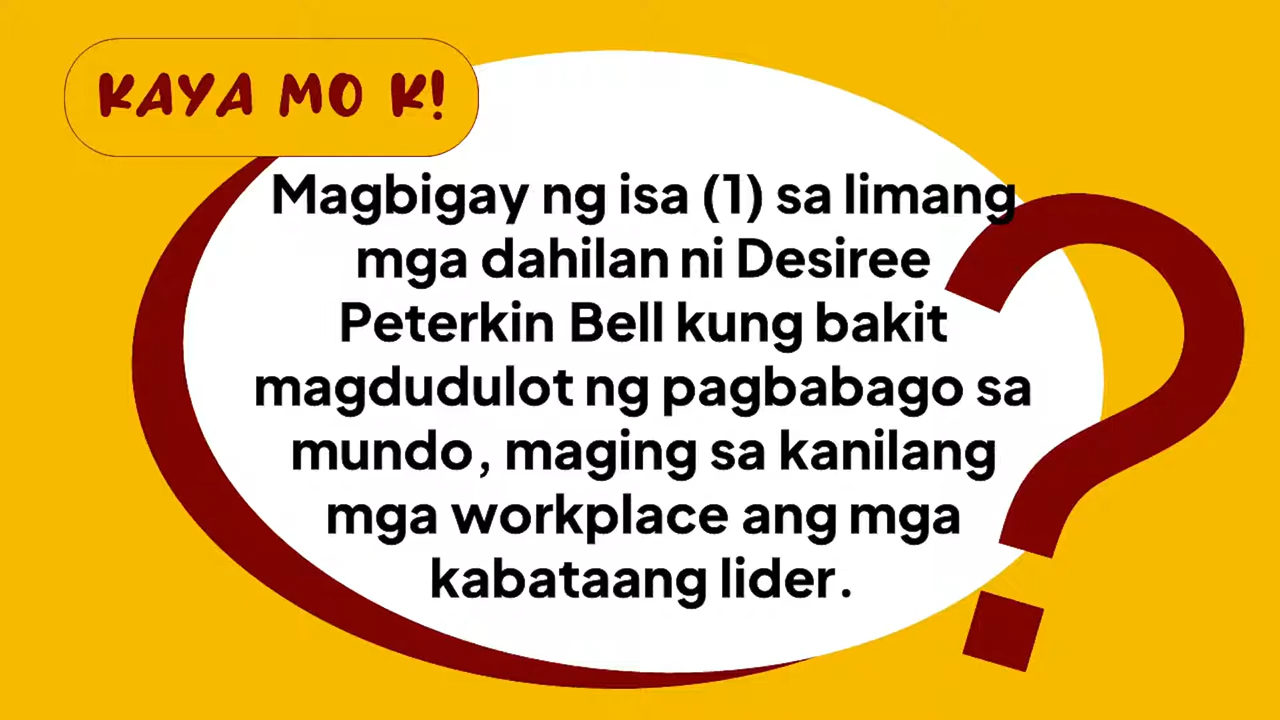 KAYA MO K!
Magbigay ng isa (1) sa limang
mga dahilan ni Desiree
Peterkin Bell kung bakit
magdudulot ng pagbabago sa
mundo, maging sa kanilang
mga workplace ang mga
kabataang lider.
?